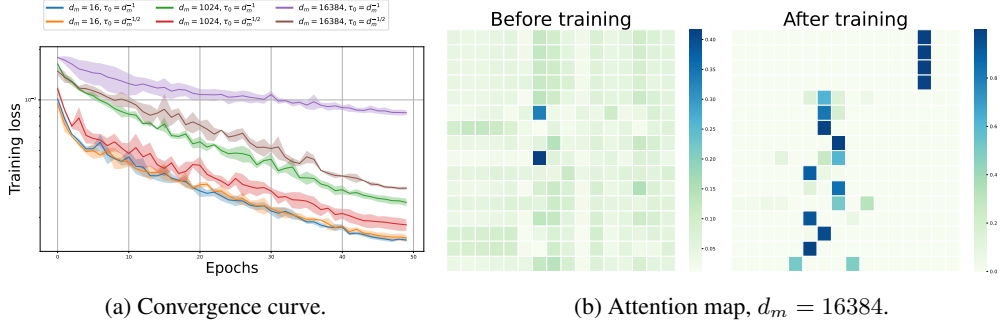 d_m = 16, τ_0 = d_m^{-1} d_m = 1024, τ_0 = d_m^{-1} d_m = 16384, τ_0 = d_m^{-1}
d_m = 16, τ_0 = d_m^{-1/2} d_m = 1024, τ_0 = d_m^{-1/2} d_m = 16384, τ_0 = d_m^{-1/2}
Training loss
10^{-1}
0 10 20 30 40 50
Epochs
(a) Convergence curve.
Before training After training
0.40
0.35
0.30
0.25
0.20
0.15
0.10
0.05
0.8
0.6
0.4
0.2
0.0
(b) Attention map, d_m = 16384.